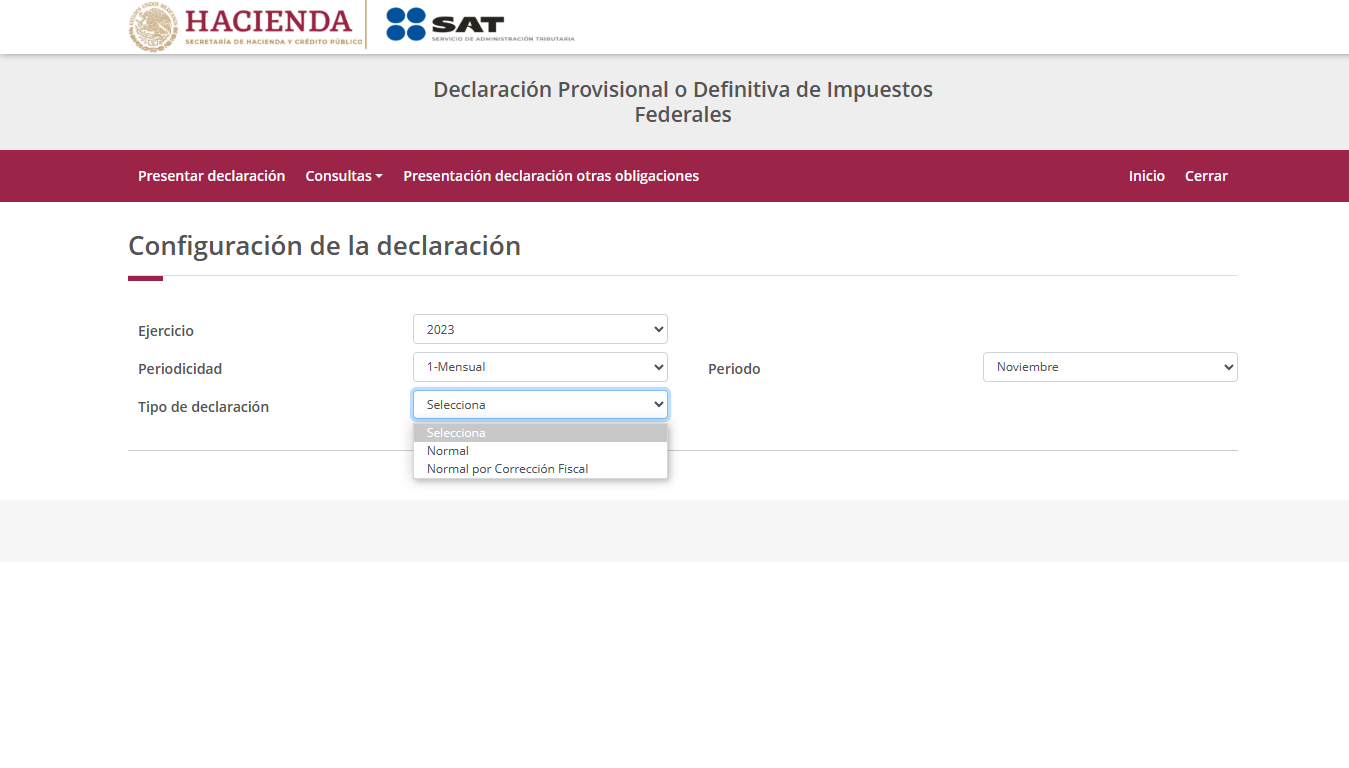 HACIENDA
SECRETARÍA DE HACIENDA Y CRÉDITO PÚBLICO
SAT
SERVICIO DE ADMINISTRACIÓN TRIBUTARIA
Declaración Provisional o Definitiva de Impuestos
Federales
Presentar declaración Consultas Presentación declaración otras obligaciones Inicio Cerrar
Configuración de la declaración
Ejercicio 2023
Periodicidad 1-Mensual Periodo Noviembre
Tipo de declaración Selecciona
Selecciona
Normal
Normal por Corrección Fiscal